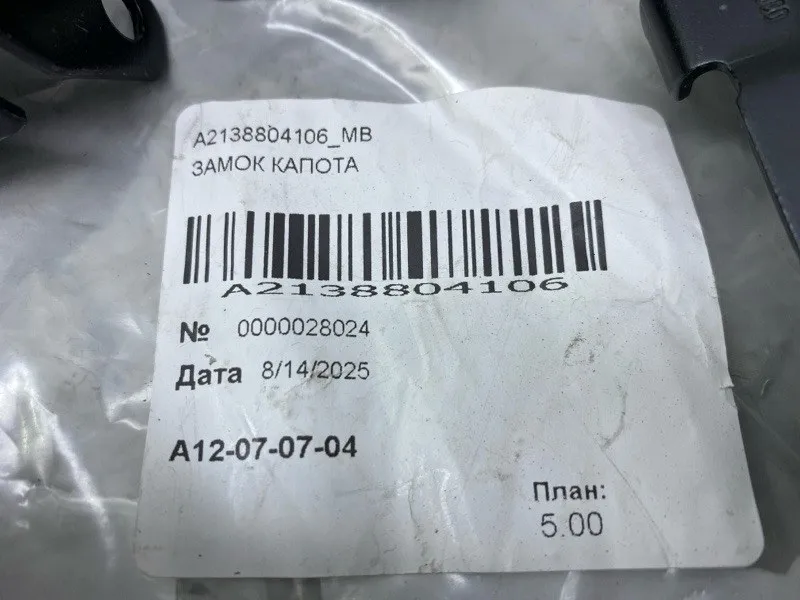 A2138804106_MB
ЗАМОК КАПОТА
A2138804106
№ 0000028024
Дата 8/14/2025
A12-07-07-04
План:
5.00